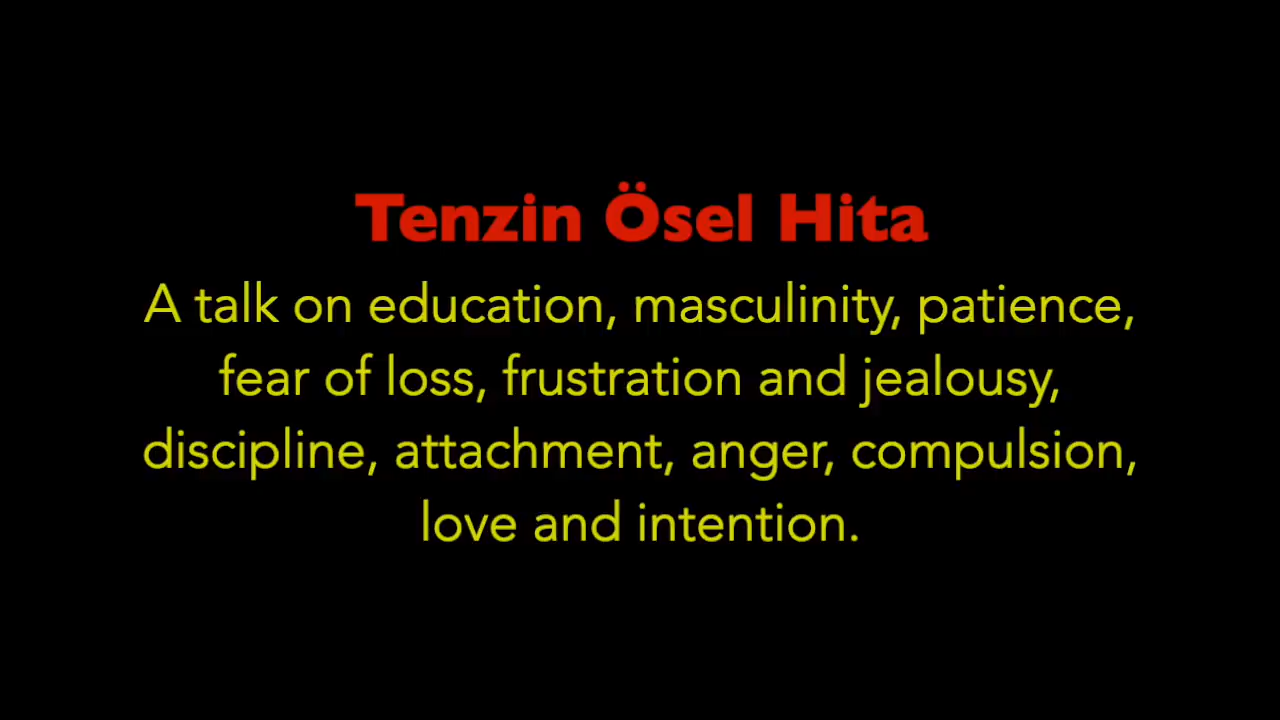 Tenzin Ösel Hita
A talk on education, masculinity, patience,
fear of loss, frustration and jealousy,
discipline, attachment, anger, compulsion,
love and intention.